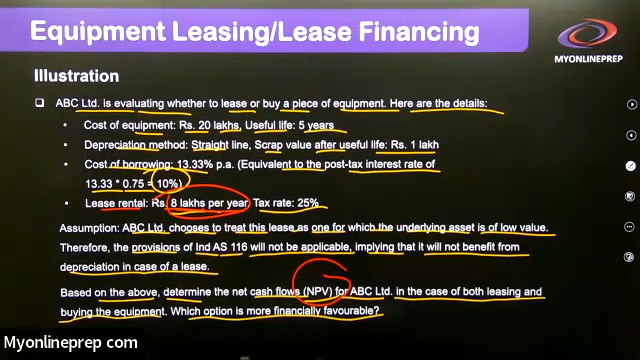 Equipment Leasing/Lease Financing
MYONLINEPREP
Illustration
ABC Ltd. is evaluating whether to lease or buy a piece of equipment. Here are the details:
• Cost of equipment: Rs. 20 lakhs, Useful life: 5 years
• Depreciation method: Straight line, Scrap value after useful life: Rs. 1 lakh
• Cost of borrowing: 13.33% p.a. (Equivalent to the post-tax interest rate of
13.33 * 0.75 = 10%)
• Lease rental: Rs. 8 lakhs per year, Tax rate: 25%
Assumption: ABC Ltd. chooses to treat this lease as one for which the underlying asset is of low value.
Therefore, the provisions of Ind AS 116 will not be applicable, implying that it will not benefit from
depreciation in case of a lease.
Based on the above, determine the net cash flows (NPV) for ABC Ltd. in the case of both leasing and
buying the equipment. Which option is more financially favourable?
Myonlineprep.com